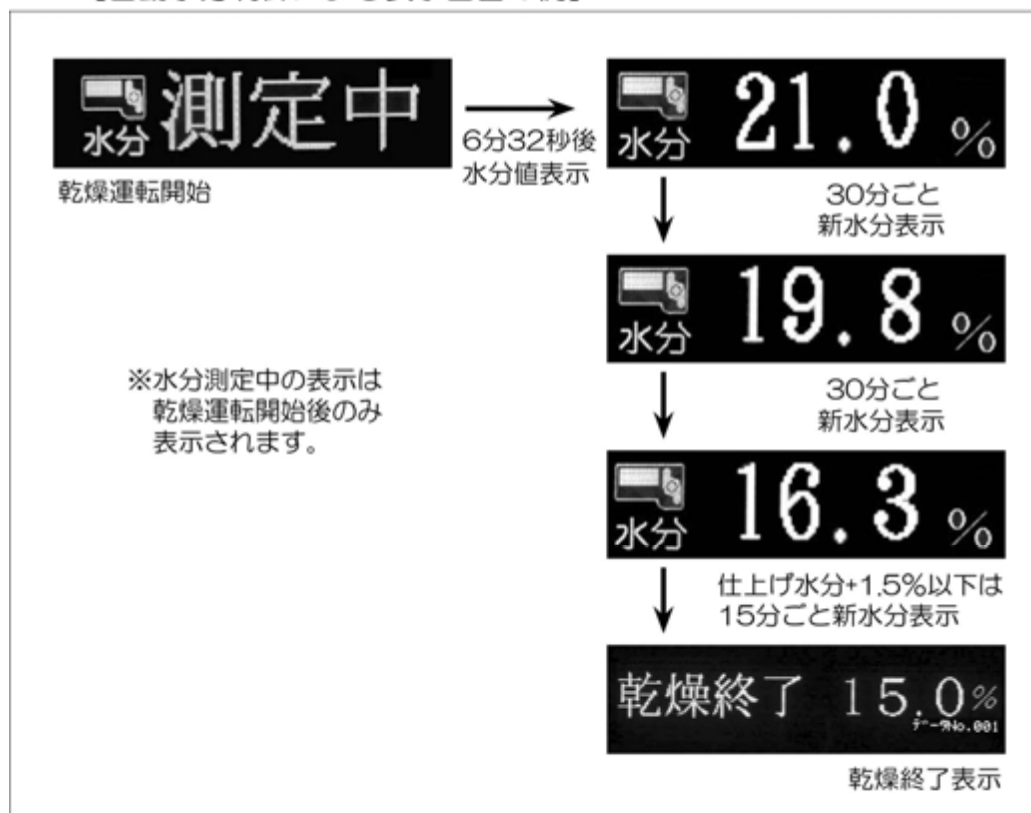 測定中
水分
乾燥運転開始
6分32秒後
水分値表示
水分 21.0 %
30分ごと
新水分表示
水分 19.8 %
30分ごと
新水分表示
※水分測定中の表示は
乾燥運転開始後のみ
表示されます。
水分 16.3 %
仕上げ水分+1.5%以下は
15分ごと新水分表示
乾燥終了 15.0%
データNo.001
乾燥終了表示